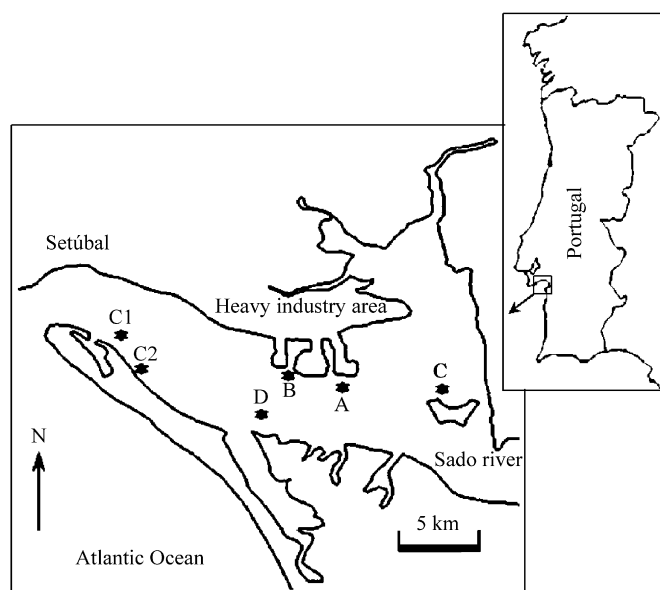 Portugal
Setúbal
Heavy industry area
C1
C2
B
A
C
D
N
Sado river
5 km
Atlantic Ocean